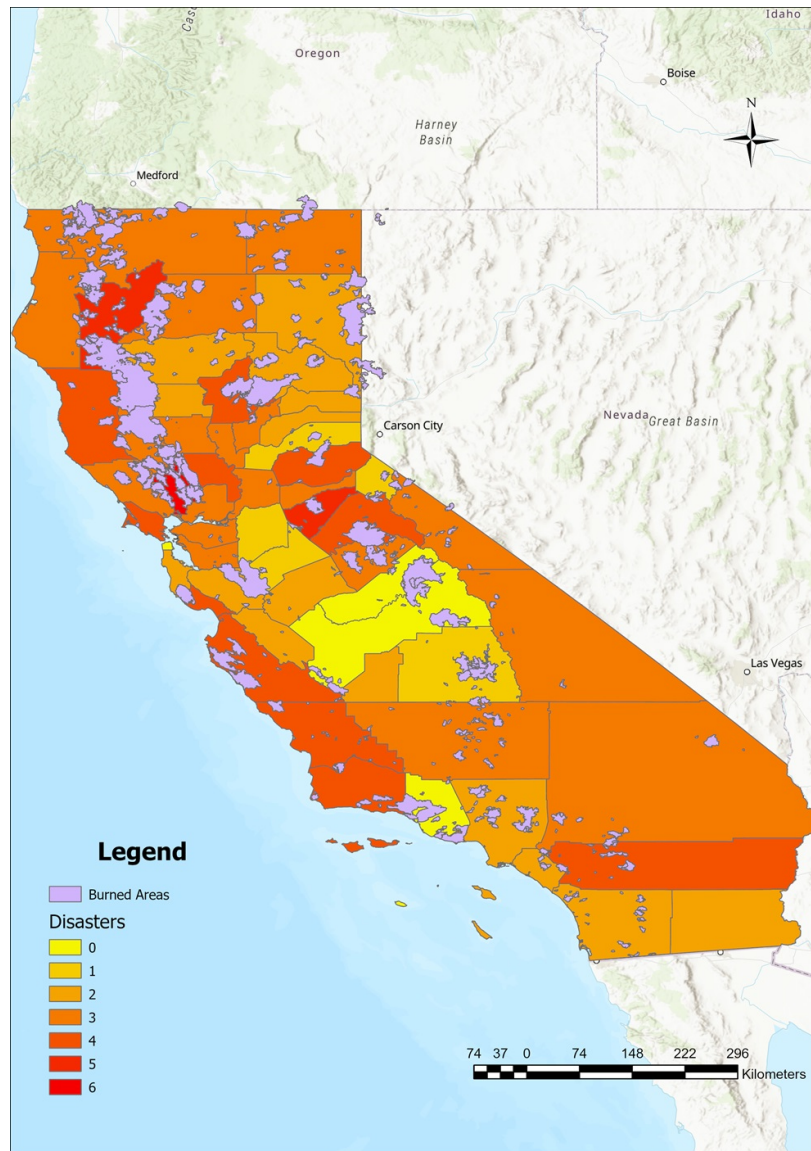 Idaho
Cas
Oregon
Boise
Harney
Basin
N
Medford
Carson City
Nevada
Great Basin
Las Vegas
Legend
Burned Areas
Disasters
0
1
2
3
4
5
6
74 37 0 74 148 222 296
Kilometers